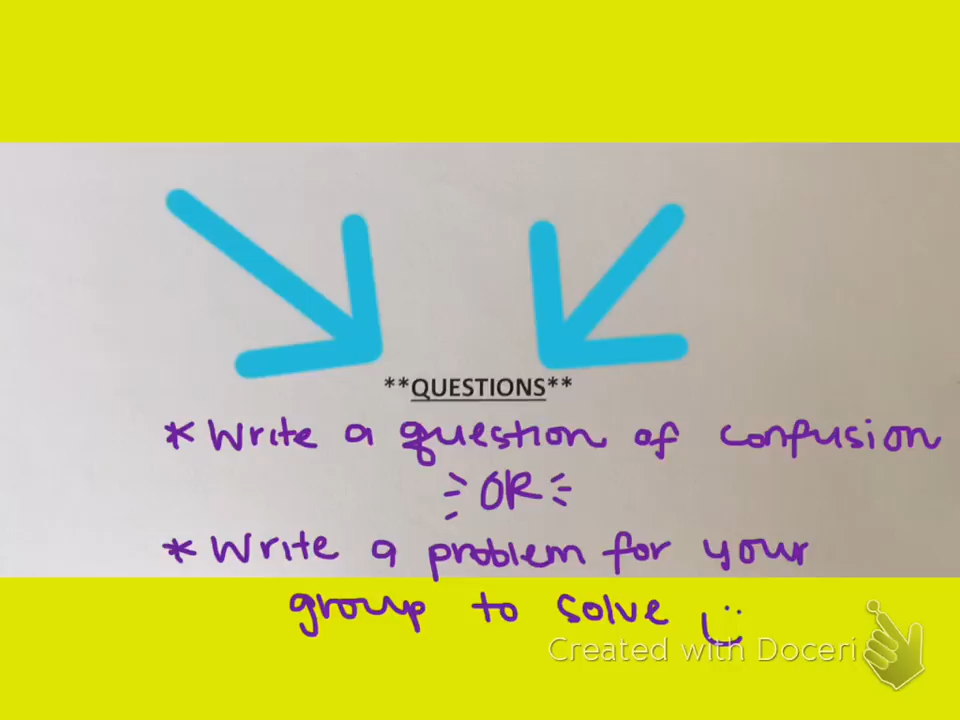 **QUESTIONS**
* Write a question of confusion
OR
* Write a problem for your
group to solve
Created with Doceri